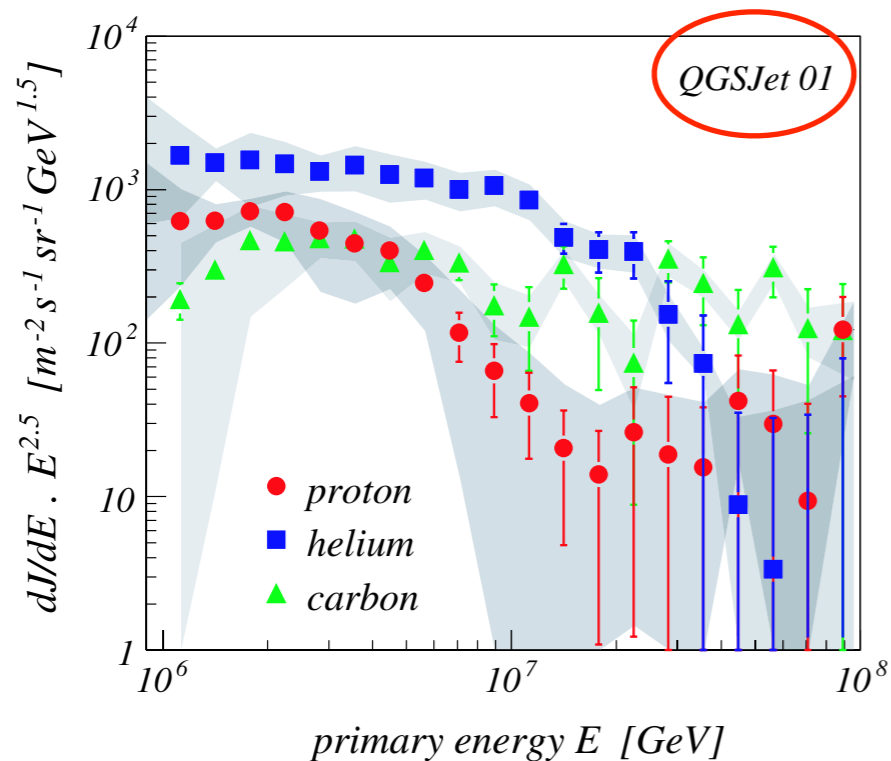 10^4
QGSJet 01
10^3
10^2
10
1
dJ/dE . E^2.5 [m^-2 s^-1 sr^-1 GeV^1.5]
proton
helium
carbon
10^6 10^7 10^8
primary energy E [GeV]